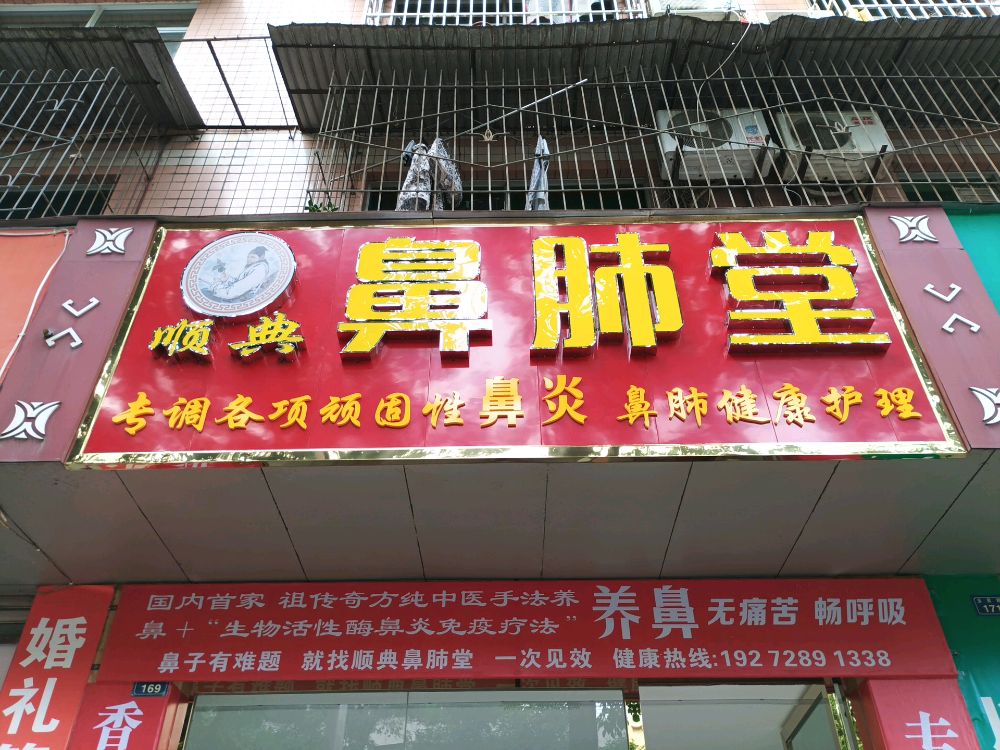 顺典
鼻肺堂
专调各项顽固性鼻炎 鼻肺健康护理
国内首家 祖传奇方纯中医手法养
鼻+“生物活性酶鼻炎免疫疗法”
养鼻 无痛苦 畅呼吸
鼻子有难题 就找顺典鼻肺堂 一次见效 健康热线:192 7289 1338
婚
礼
169
香
专
171